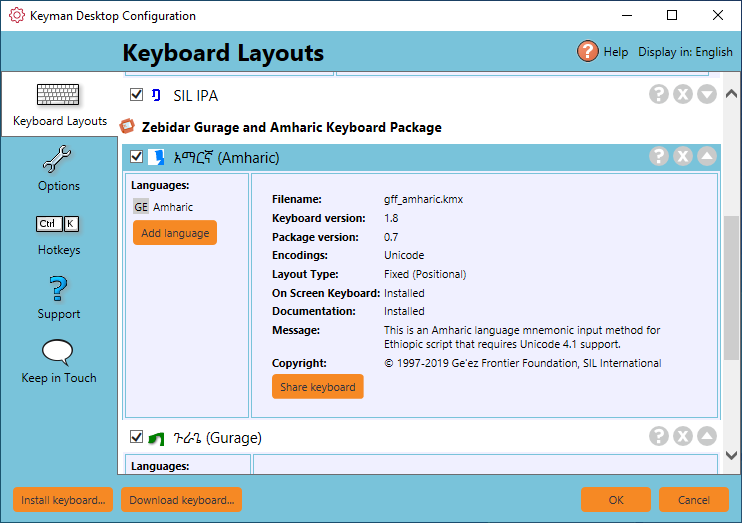 Keyman Desktop Configuration
Keyboard Layouts
Help
Display in: English
Keyboard Layouts
Options
Ctrl K
Hotkeys
Support
Keep in Touch
SIL IPA
Zebidar Gurage and Amharic Keyboard Package
አማርኛ (Amharic)
Languages:
GE Amharic
Add language
Filename: gff_amharic.kmx
Keyboard version: 1.8
Package version: 0.7
Encodings: Unicode
Layout Type: Fixed (Positional)
On Screen Keyboard: Installed
Documentation: Installed
Message: This is an Amharic language mnemonic input method for
Ethiopic script that requires Unicode 4.1 support.
Copyright: © 1997-2019 Ge'ez Frontier Foundation, SIL International
Share keyboard
ጉራጌ (Gurage)
Languages:
Install keyboard...
Download keyboard...
OK
Cancel